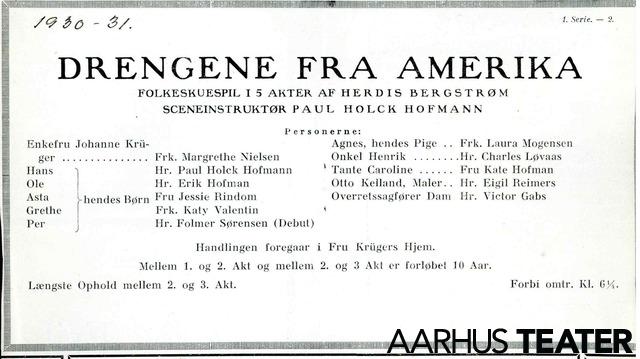 1930-31.
1. Serie. — 2.
DRENGENE FRA AMERIKA
FOLKESKUESPIL I 5 AKTER AF HERDIS BERGSTRØM
SCENEINSTRUKTØR PAUL HOLCK HOFMANN
Personerne:
Enkefru Johanne Krü-
ger .............. Frk. Margrethe Nielsen
Hans Hr. Paul Holck Hofmann
Ole Hr. Erik Hofman
Asta hendes Børn Fru Jessie Rindom
Grethe Frk. Katy Valentin
Per Hr. Folmer Sørensen (Debut)
Agnes, hendes Pige .. Frk. Laura Mogensen
Onkel Henrik ........ Hr. Charles Løvaas
Tante Caroline ...... Fru Kate Hofman
Otto Keiland, Maler.. Hr. Eigil Reimers
Overretssagfører Dam Hr. Victor Gabs
Handlingen foregaar i Fru Krügers Hjem.
Mellem 1. og 2. Akt og mellem 2. og 3 Akt er forløbet 10 Aar.
Længste Ophold mellem 2. og 3. Akt. Forbi omtr. Kl. 6¼.
AARHUS TEATER